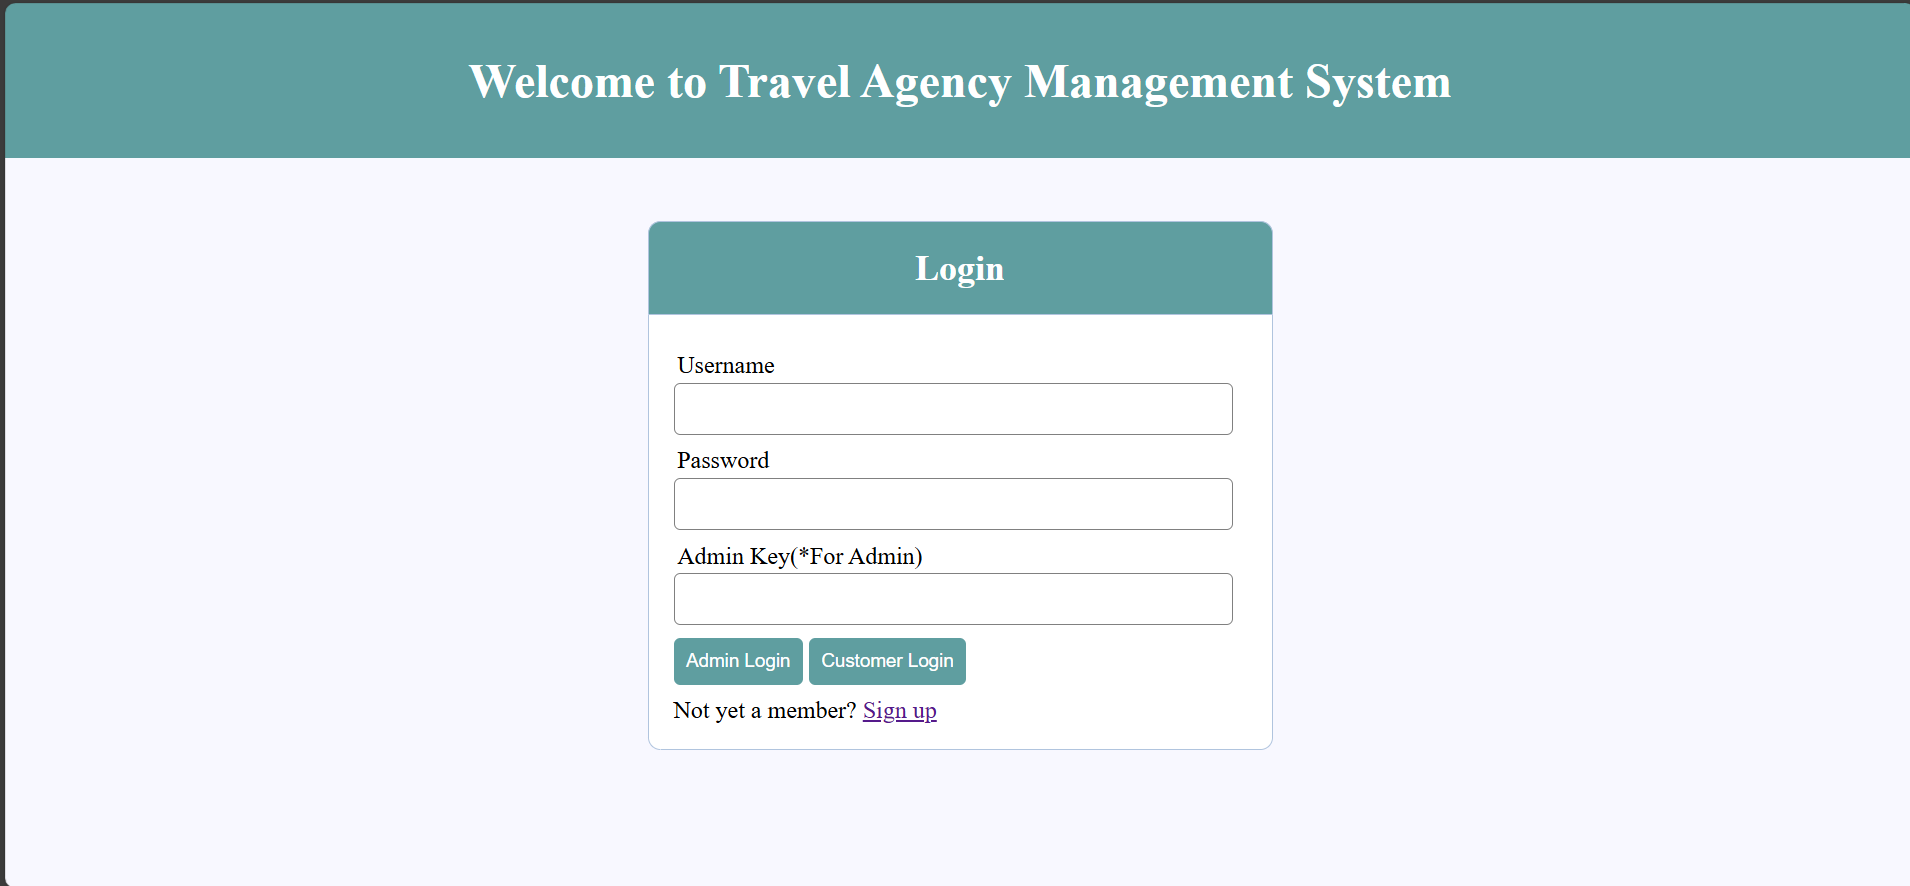 Welcome to Travel Agency Management System
Login
Username
Password
Admin Key(*For Admin)
Admin Login Customer Login
Not yet a member? Sign up